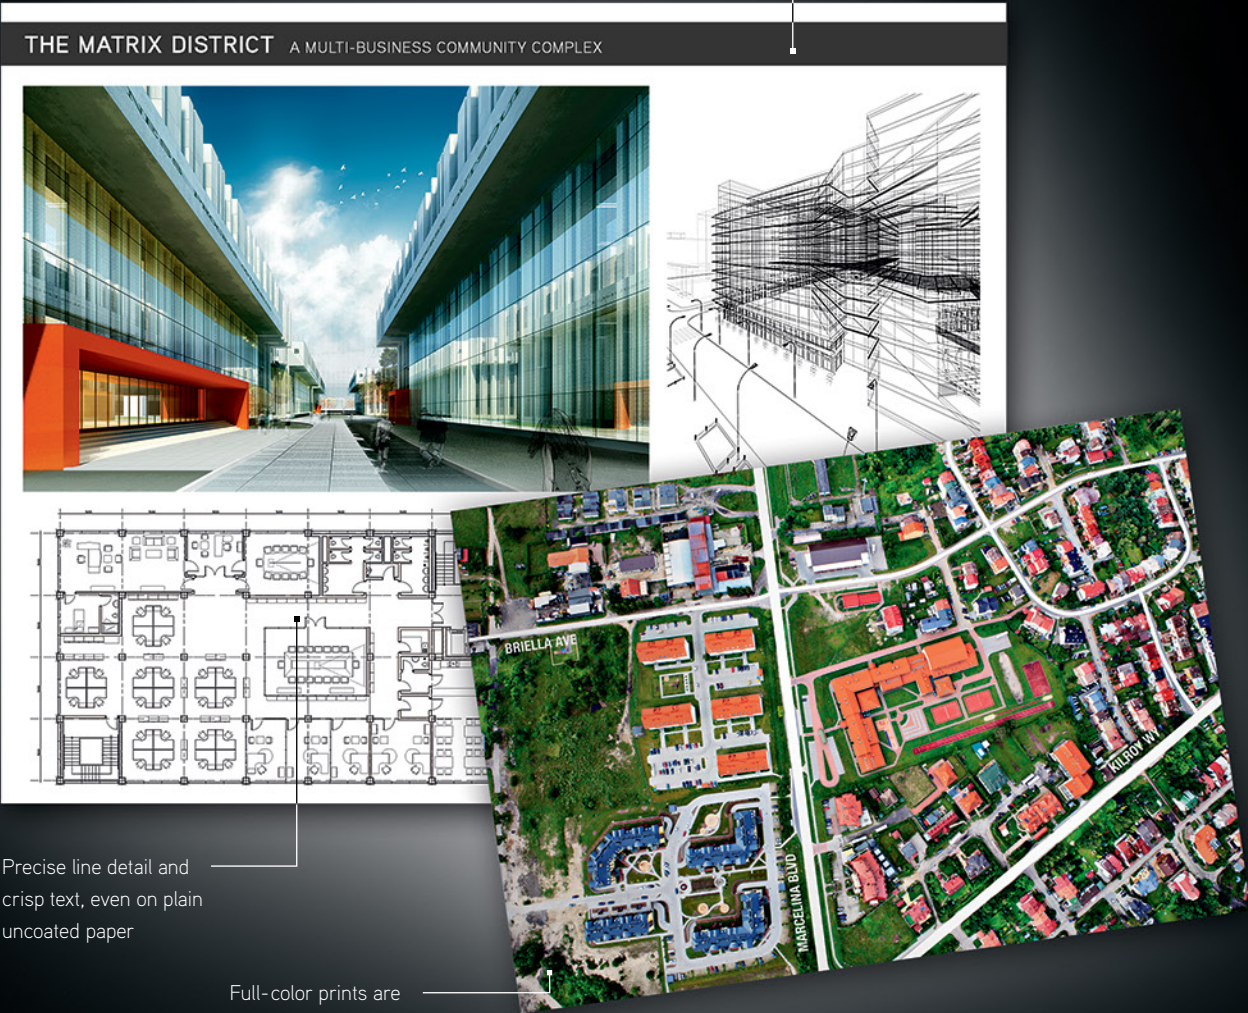 THE MATRIX DISTRICT A MULTI-BUSINESS COMMUNITY COMPLEX
BRIELLA AVE
KILROY WY
MARCELINA BLVD
Precise line detail and
crisp text, even on plain
uncoated paper
Full-color prints are